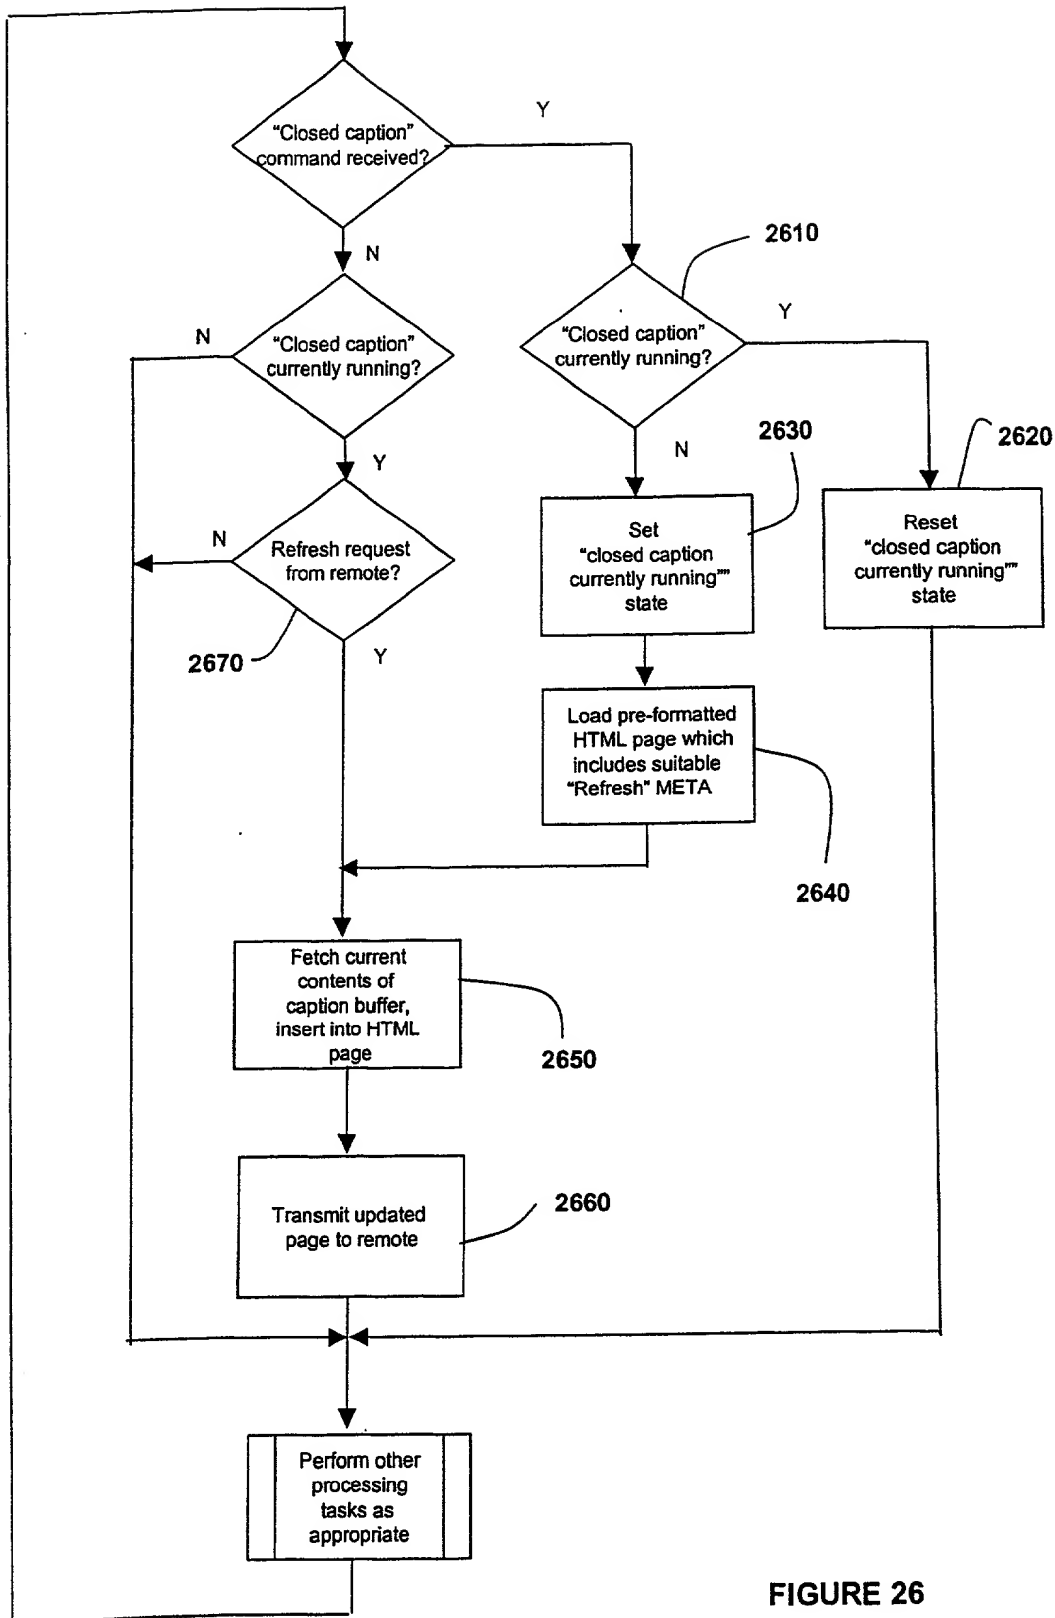 “Closed caption”
command received?
Y
N
2610
“Closed caption”
currently running?
N
“Closed caption”
currently running?
Y
2630
2620
Y
N
Set
“closed caption
currently running””
state
Reset
“closed caption
currently running””
state
N
Refresh request
from remote?
2670
Y
Load pre-formatted
HTML page which
includes suitable
“Refresh” META
2640
Fetch current
contents of
caption buffer,
insert into HTML
page
2650
Transmit updated
page to remote
2660
Perform other
processing
tasks as
appropriate
FIGURE 26